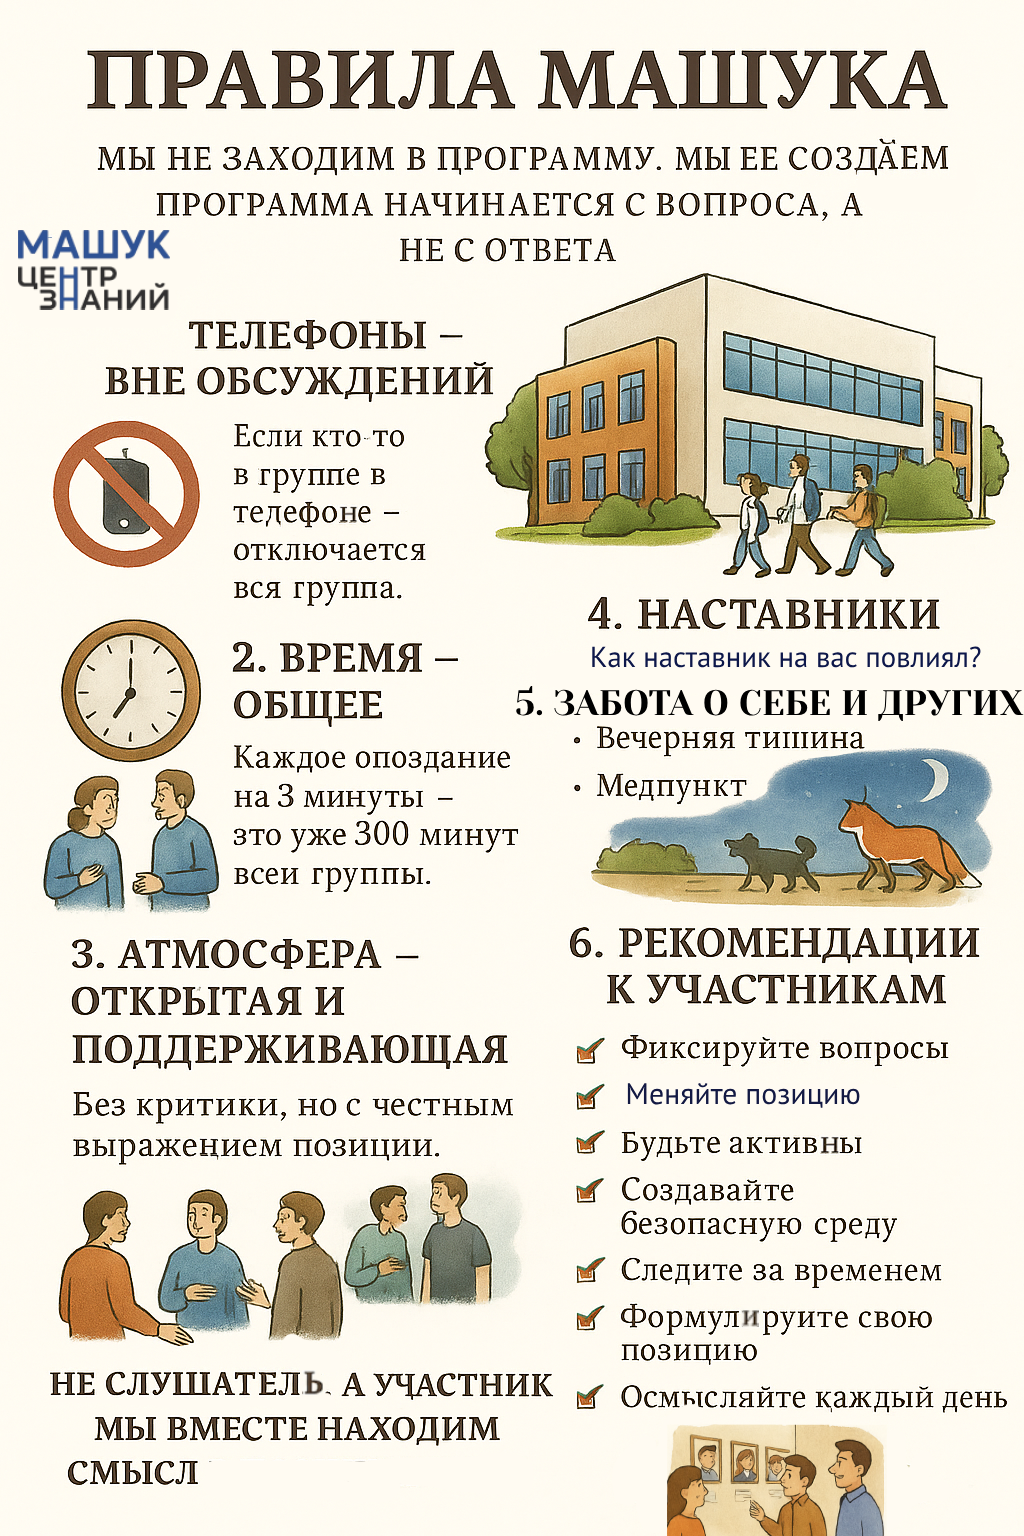 ПРАВИЛА МАШУКА
МЫ НЕ ЗАХОДИМ В ПРОГРАММУ. МЫ ЕЕ СОЗДАЕМ
ПРОГРАММА НАЧИНАЕТСЯ С ВОПРОСА, А
НЕ С ОТВЕТА
МАШУК
ЦЕНТР
ЗНАНИЙ
ТЕЛЕФОНЫ –
ВНЕ ОБСУЖДЕНИЙ
Если кто-то
в группе в
тедефоне –
отключается
вся группа.
2. ВРЕМЯ –
ОБЩЕЕ
Каждое опоздание
на 3 минуты –
зто уже 300 минут
всеи группы.
3. АТМОСФЕРА –
ОТКРЫТАЯ И
ПОДДЕРЖИВАЮЩАЯ
Без критики, но с честным
выражением позиции.
НЕ СЛУШАТЕЛЬ. А УЧАСТНИК
МЫ ВМЕСТЕ НАХОДИМ
СМЫСЛ
4. НАСТАВНИКИ
Как наставник на вас повлиял?
5. ЗАБОТА О СЕБЕ И ДРУГИХ
• Вечерняя тишина
• Медпункт
6. РЕКОМЕНДАЦИИ
К УЧАСТНИКАМ
Фиксируйте вопросы
Меняйте позицию
Будьте активны
Создавайте
безопасную среду
Следите за временем
Формулируите свою
позицию
Осмысляйте каждый день